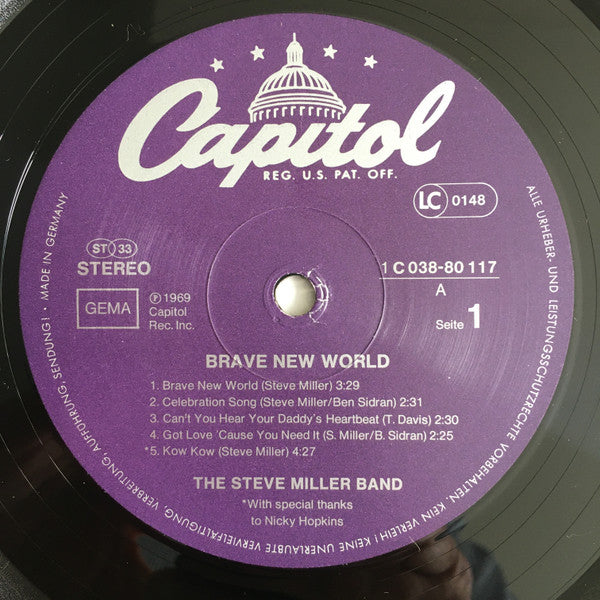 Capitol
REG. U.S. PAT. OFF.
LC 0148
ST 33
STEREO
GEMA
℗ 1969
Capitol
Rec. Inc.
1 C 038-80 117
A
Seite 1
BRAVE NEW WORLD
1. Brave New World (Steve Miller) 3:29
2. Celebration Song (Steve Miller/Ben Sidran) 2:31
3. Can't You Hear Your Daddy's Heartbeat (T. Davis) 2:30
4. Got Love 'Cause You Need It (S. Miller/B. Sidran) 2:25
*5. Kow Kow (Steve Miller) 4:27
THE STEVE MILLER BAND
*With special thanks
to Nicky Hopkins
ALLE URHEBER- UND LEISTUNGSSCHUTZRECHTE VORBEHALTEN. KEIN VERLEIH! KEINE UNERLAUBTE VERVIELFÄLTIGUNG, VERBREITUNG, AUFFÜHRUNG, SENDUNG! · MADE IN GERMANY